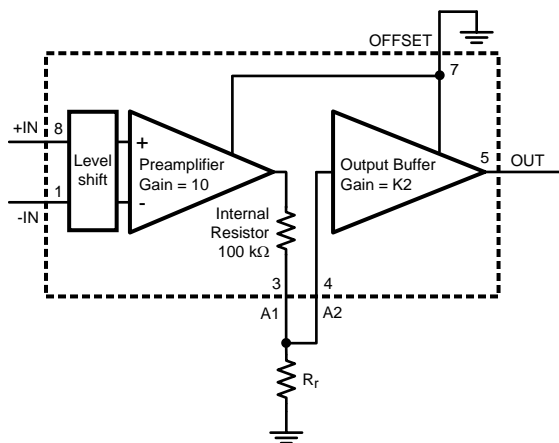 OFFSET
7
+IN
8
Level
shift
1
-IN
+
-
Preamplifier
Gain = 10
Output Buffer
Gain = K2
5
OUT
Internal
Resistor
100 kΩ
3
4
A1
A2
Rr